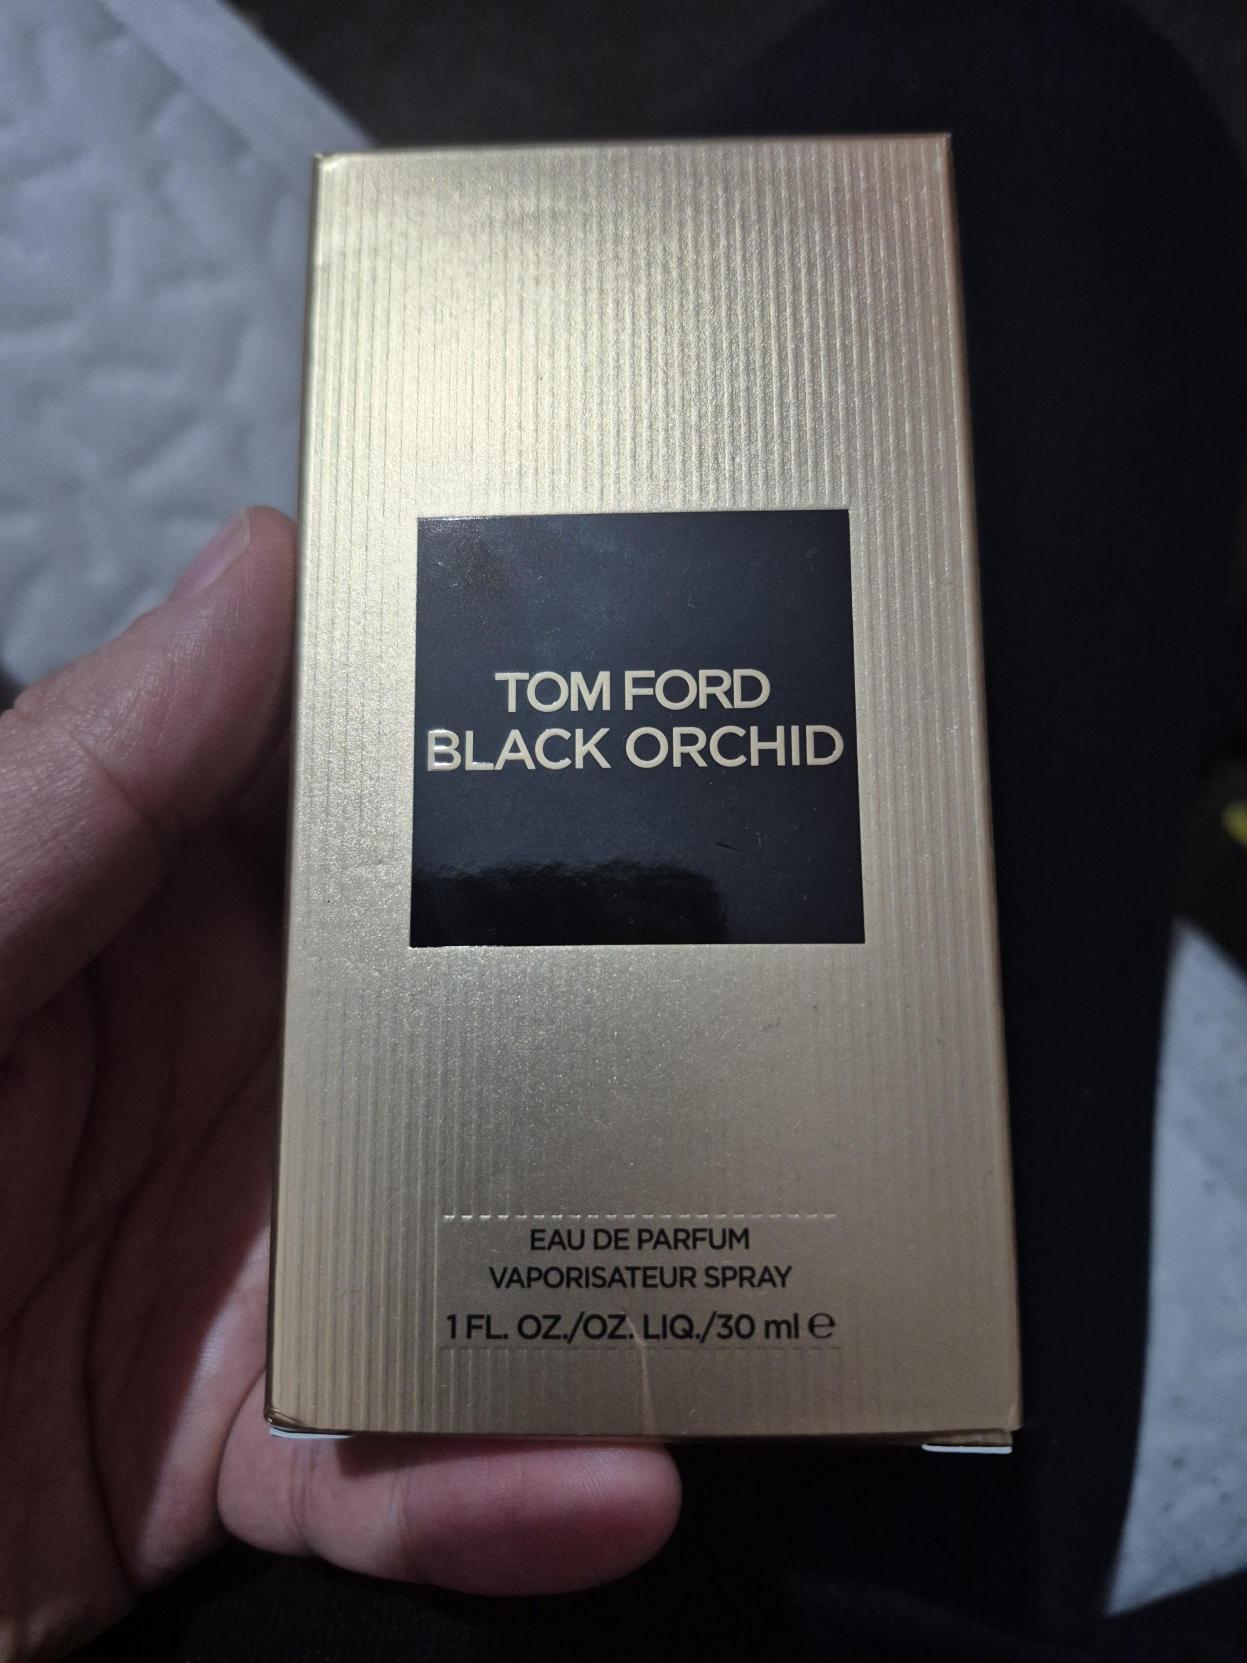 TOM FORD
BLACK ORCHID
EAU DE PARFUM
VAPORISATEUR SPRAY
1 FL. OZ./OZ. LIQ./30 ml ℮